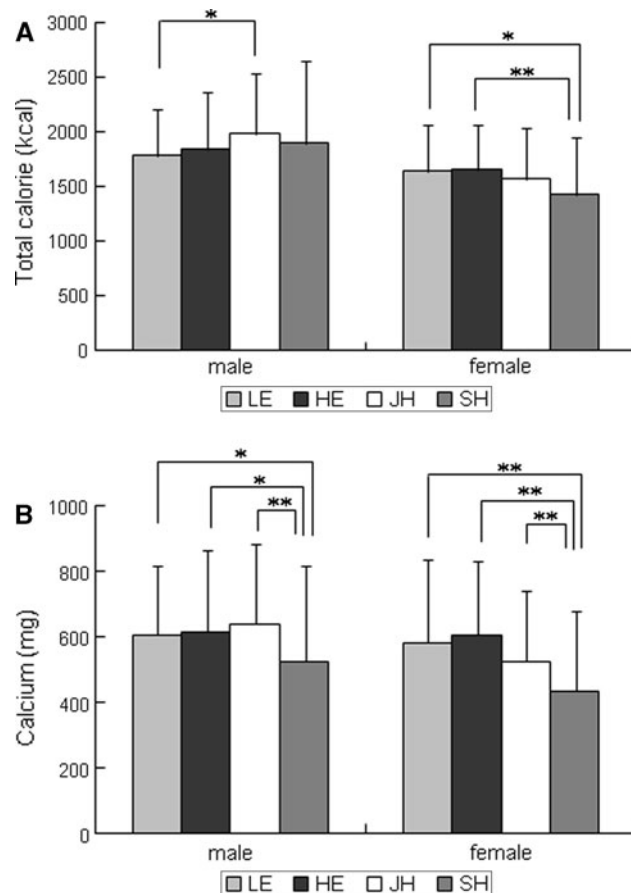 A
Total calorie (kcal)
3000
2500
2000
1500
1000
500
0
*
*
**
male
female
LE HE JH SH
B
Calcium (mg)
1000
800
600
400
200
0
*
*
**
**
**
**
male
female
LE HE JH SH